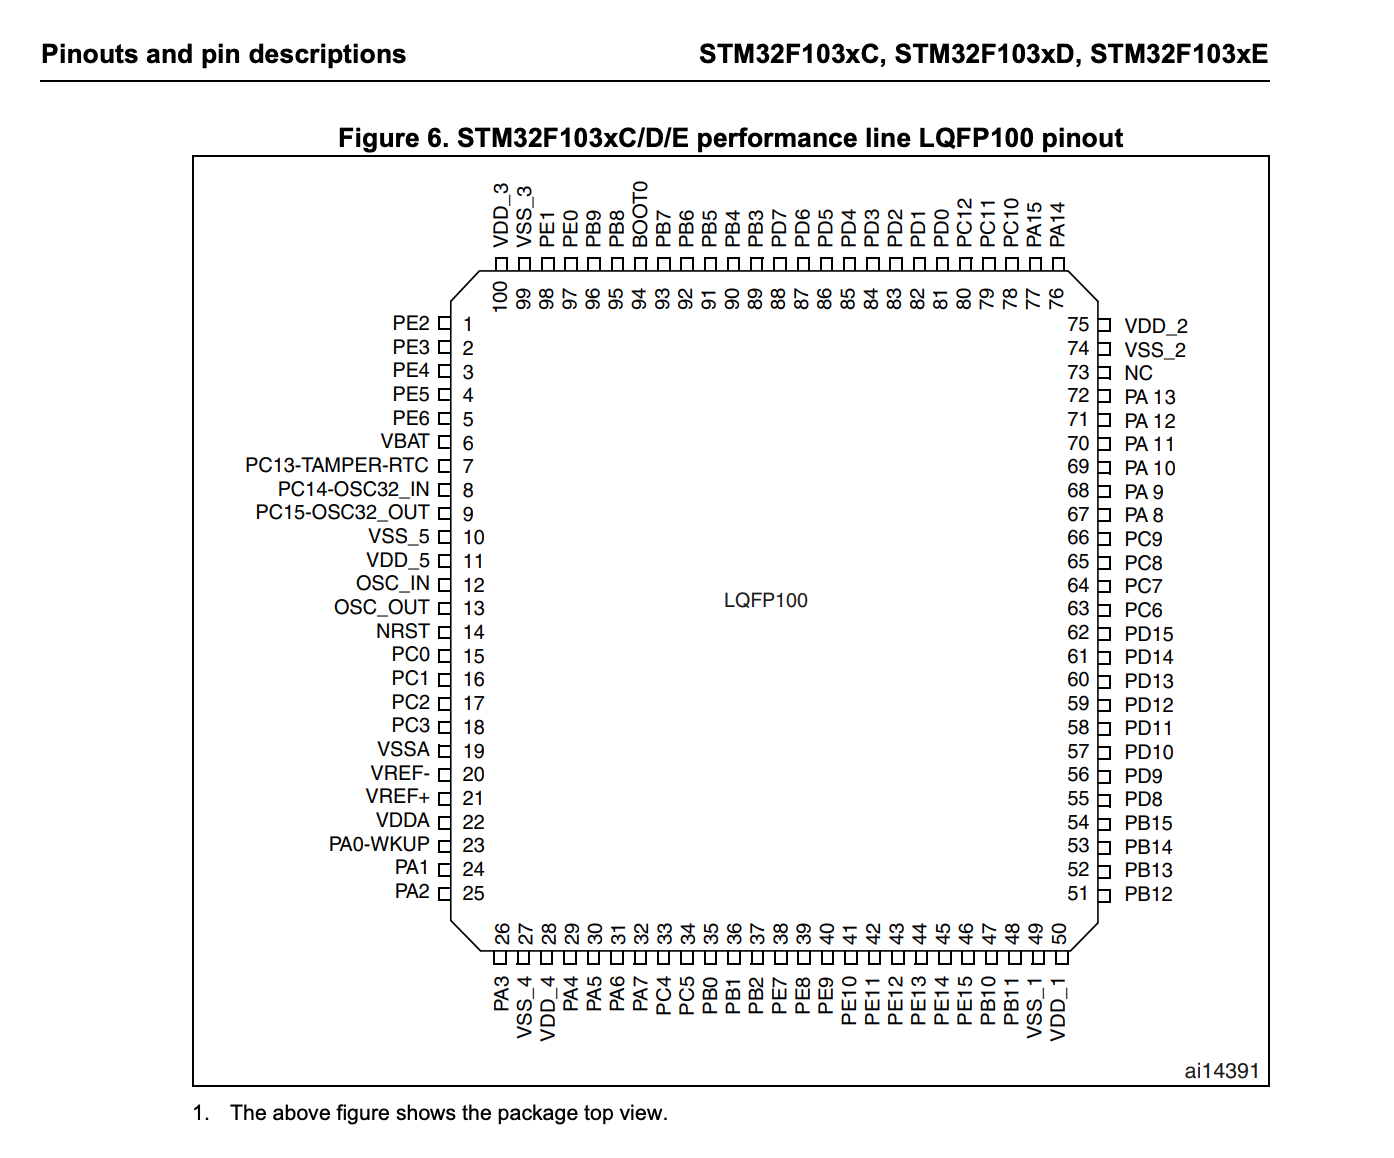 Pinouts and pin descriptions
STM32F103xC, STM32F103xD, STM32F103xE
Figure 6. STM32F103xC/D/E performance line LQFP100 pinout
VDD_3 VSS_3 PE1 PE0 PB9 PB8 BOOT0 PB7 PB6 PB5 PB4 PB3 PD7 PD6 PD5 PD4 PD3 PD2 PD1 PD0 PC12 PC11 PC10 PA15 PA14
100 99 98 97 96 95 94 93 92 91 90 89 88 87 86 85 84 83 82 81 80 79 78 77 76
PE2 1 75 VDD_2
PE3 2 74 VSS_2
PE4 3 73 NC
PE5 4 72 PA 13
PE6 5 71 PA 12
VBAT 6 70 PA 11
PC13-TAMPER-RTC 7 69 PA 10
PC14-OSC32_IN 8 68 PA 9
PC15-OSC32_OUT 9 67 PA 8
VSS_5 10 66 PC9
VDD_5 11 65 PC8
OSC_IN 12 64 PC7
OSC_OUT 13 63 PC6
NRST 14 62 PD15
PC0 15 61 PD14
PC1 16 60 PD13
PC2 17 59 PD12
PC3 18 58 PD11
VSSA 19 57 PD10
VREF- 20 56 PD9
VREF+ 21 55 PD8
VDDA 22 54 PB15
PA0-WKUP 23 53 PB14
PA1 24 52 PB13
PA2 25 51 PB12
LQFP100
26 27 28 29 30 31 32 33 34 35 36 37 38 39 40 41 42 43 44 45 46 47 48 49 50
PA3 VSS_4 VDD_4 PA4 PA5 PA6 PA7 PC4 PC5 PB0 PB1 PB2 PE7 PE8 PE9 PE10 PE11 PE12 PE13 PE14 PE15 PB10 PB11 VSS_1 VDD_1
ai14391
1. The above figure shows the package top view.